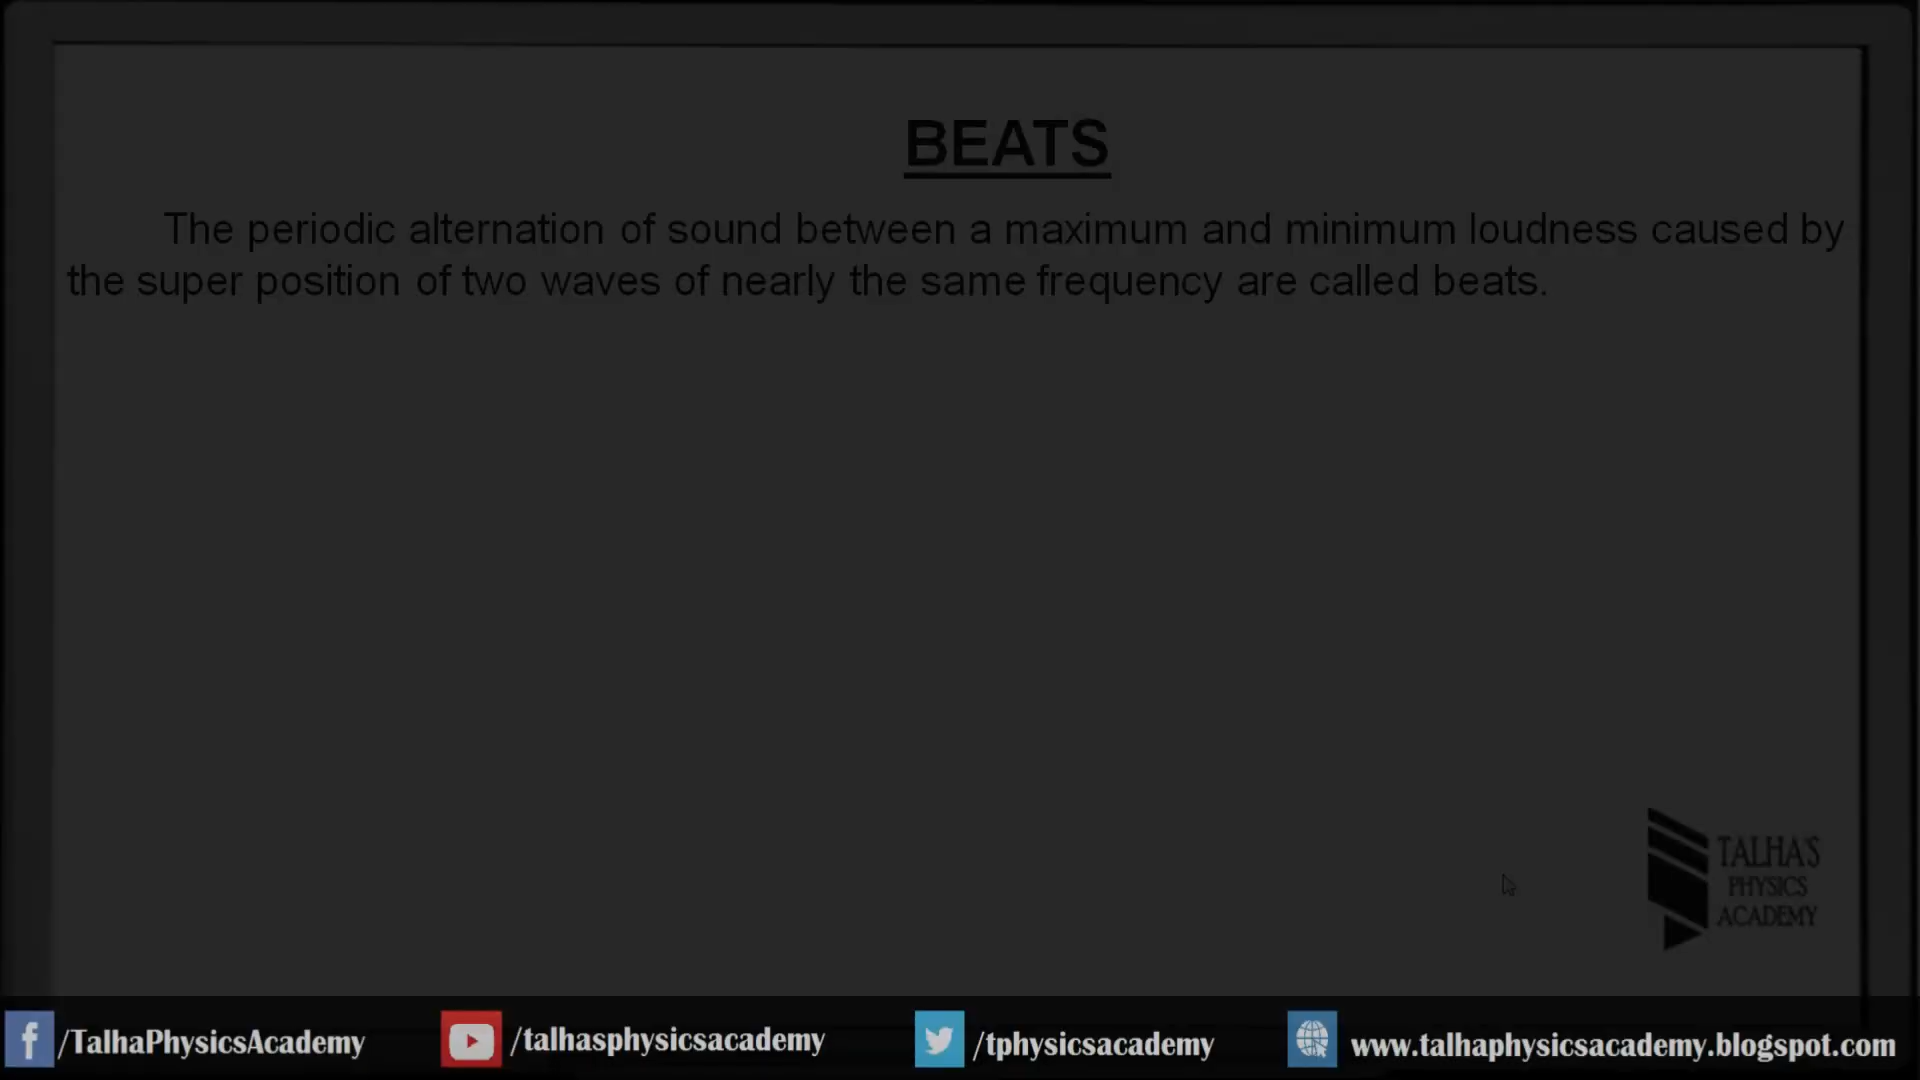 BEATS
The periodic alternation of sound between a maximum and minimum loudness caused by
the super position of two waves of nearly the same frequency are called beats.
TALHA'S
PHYSICS
ACADEMY
/TalhaPhysicsAcademy
/talhasphysicsacademy
/tphysicsacademy
www.talhaphysicsacademy.blogspot.com